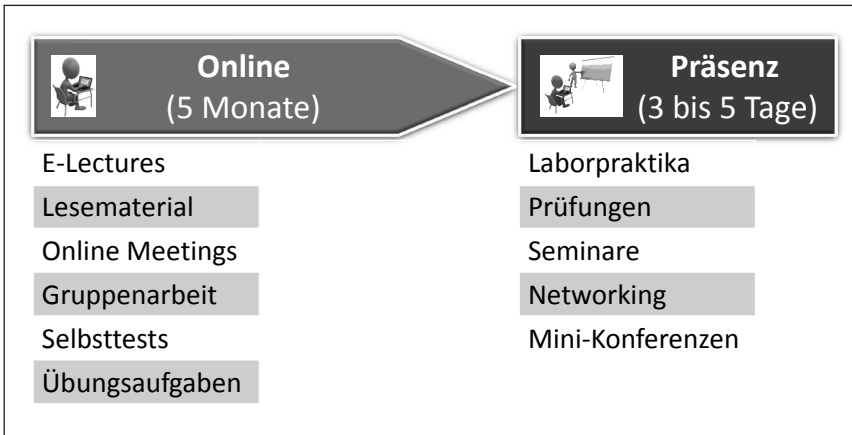 Online
(5 Monate)
E-Lectures
Lesematerial
Online Meetings
Gruppenarbeit
Selbsttests
Übungsaufgaben
Präsenz
(3 bis 5 Tage)
Laborpraktika
Prüfungen
Seminare
Networking
Mini-Konferenzen